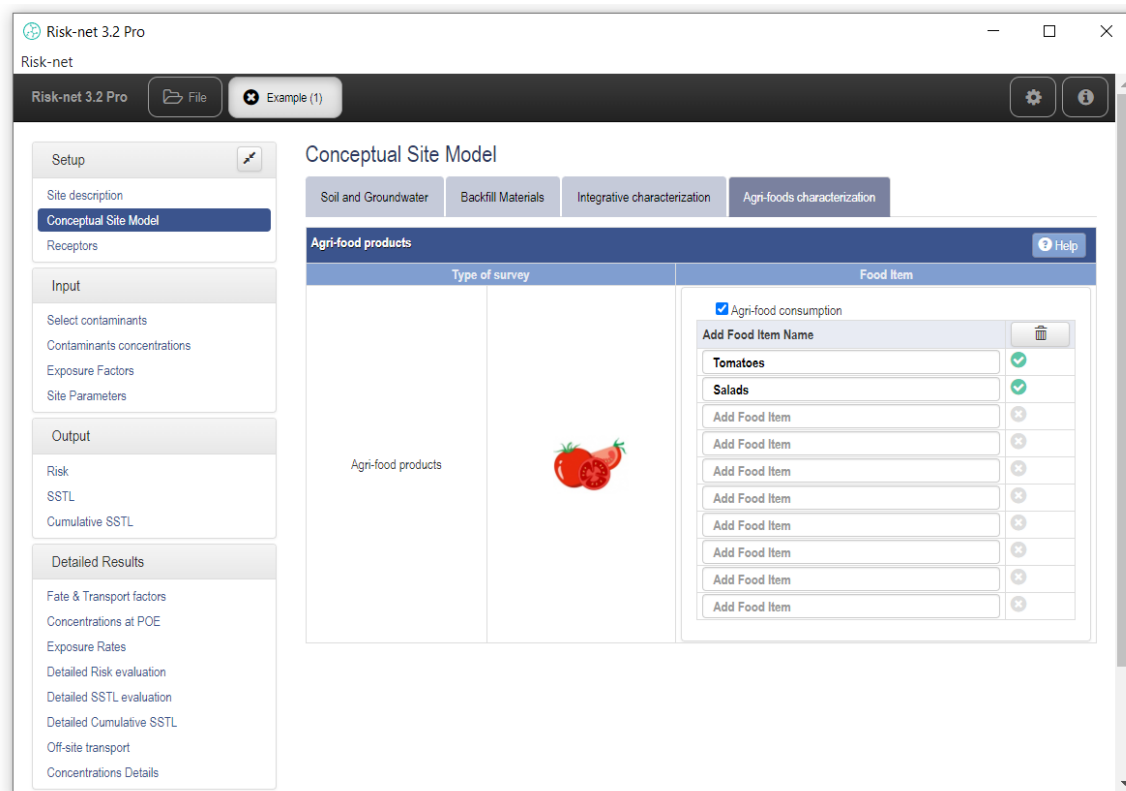 Risk-net 3.2 Pro
Risk-net
Risk-net 3.2 Pro
File
Example (1)
Setup
Site description
Conceptual Site Model
Receptors
Input
Select contaminants
Contaminants concentrations
Exposure Factors
Site Parameters
Output
Risk
SSTL
Cumulative SSTL
Detailed Results
Fate & Transport factors
Concentrations at POE
Exposure Rates
Detailed Risk evaluation
Detailed SSTL evaluation
Detailed Cumulative SSTL
Off-site transport
Concentrations Details
Conceptual Site Model
Soil and Groundwater
Backfill Materials
Integrative characterization
Agri-foods characterization
Agri-food products
Help
Type of survey
Food Item
Agri-food products
Agri-food consumption
Add Food Item Name
Tomatoes
Salads
Add Food Item
Add Food Item
Add Food Item
Add Food Item
Add Food Item
Add Food Item
Add Food Item
Add Food Item